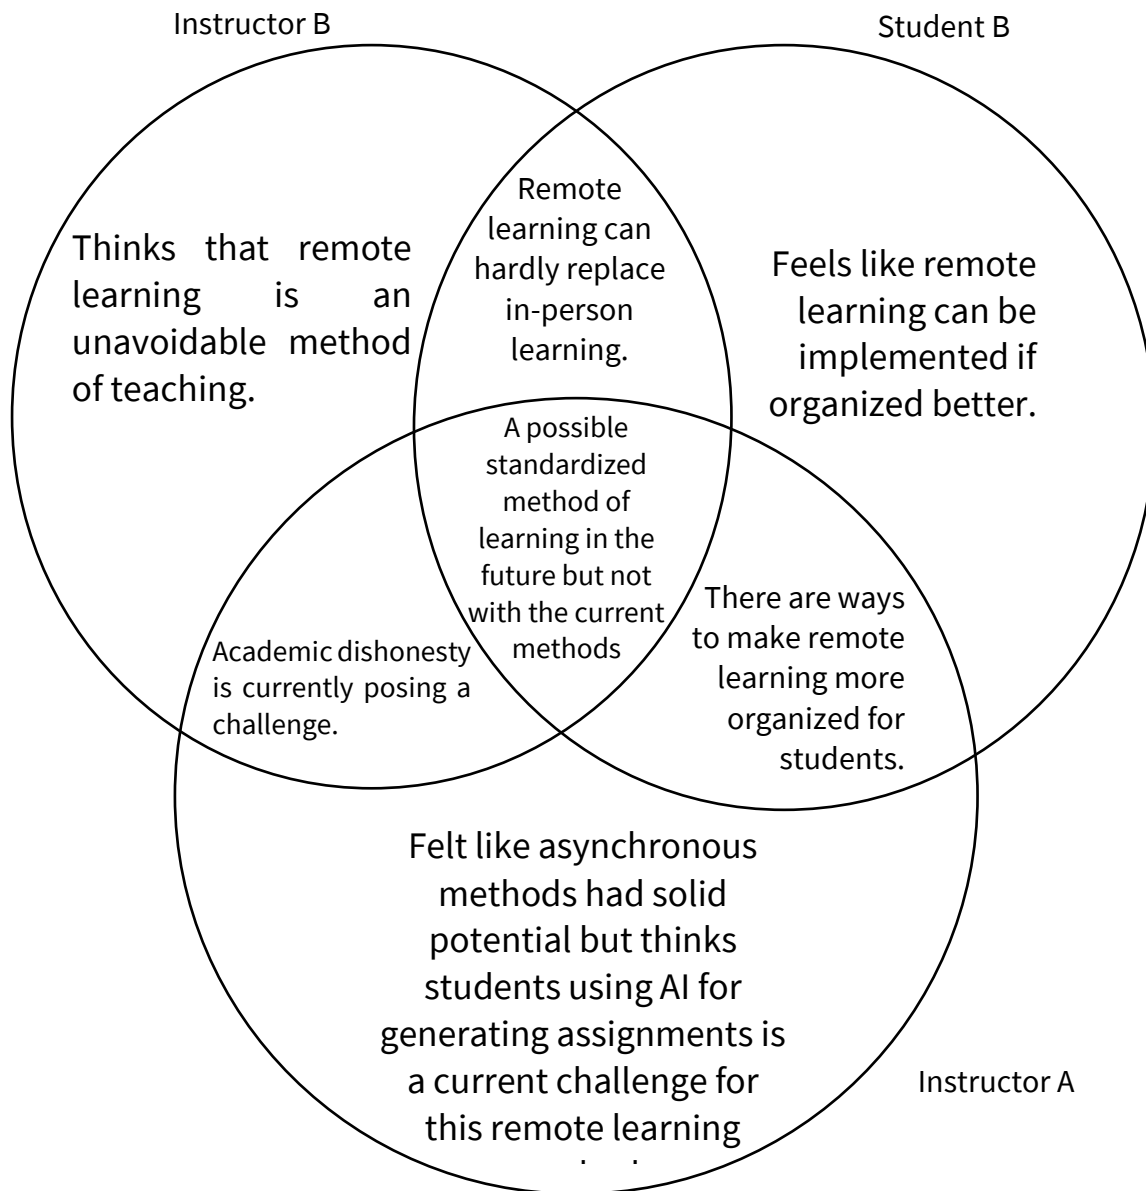 Instructor B
Student B
Remote
learning can
hardly replace
in-person
learning.
Thinks that remote
learning is an
unavoidable method
of teaching.
Feels like remote
learning can be
implemented if
organized better.
A possible
standardized
method of
learning in the
future but not
with the current
methods
There are ways
to make remote
learning more
organized for
students.
Academic dishonesty
is currently posing a
challenge.
Felt like asynchronous
methods had solid
potential but thinks
students using AI for
generating assignments is
a current challenge for
this remote learning
Instructor A